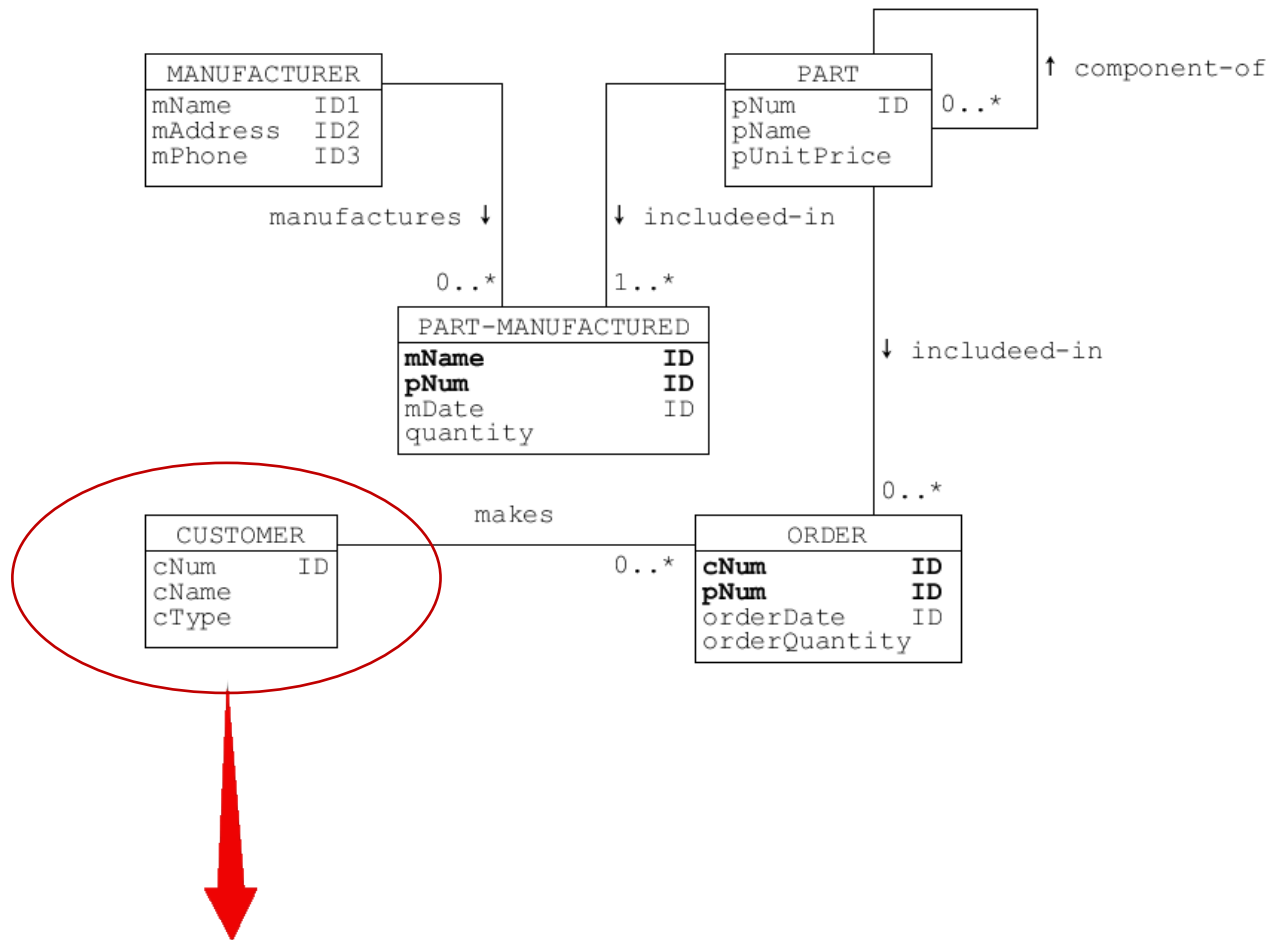 MANUFACTURER
mName ID1
mAddress ID2
mPhone ID3
PART
pNum ID
pName
pUnitPrice
0..*
↑ component-of
manufactures ↓
↓ includeed-in
0..*
1..*
PART-MANUFACTURED
mName ID
pNum ID
mDate ID
quantity
↓ includeed-in
0..*
CUSTOMER
cNum ID
cName
cType
makes
0..*
ORDER
cNum ID
pNum ID
orderDate ID
orderQuantity